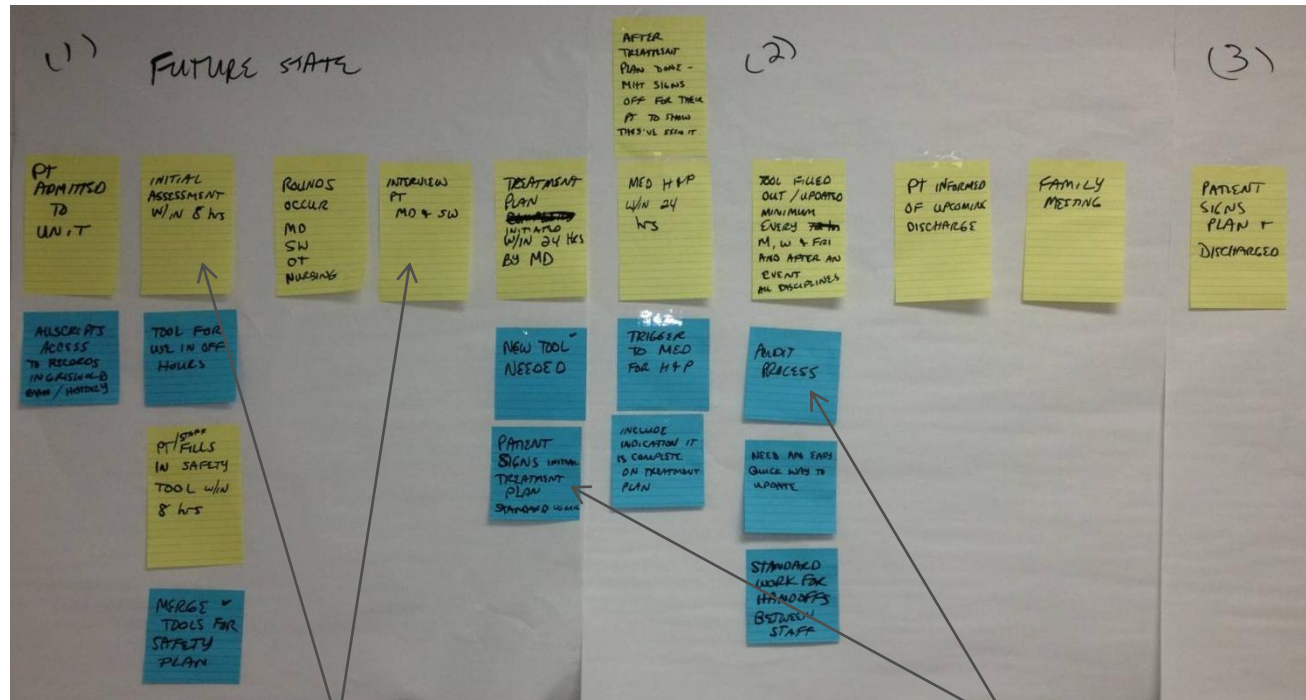 (1)
FUTURE STATE
AFTER
TREATMENT
PLAN DONE -
MHT SIGNS
OFF FOR THEIR
PT TO SHOW
THEY'VE SEEN IT
(2)
(3)
PT
ADMITTED
TO
UNIT
INITIAL
ASSESSMENT
W/IN 8 HRS
ROUNDS
OCCUR
MD
SW
OT
NURSING
INTERVIEW
PT
MD & SW
TREATMENT
PLAN
INITIATED
W/IN 24 HRS
BY MD
MED H&P
W/IN 24
hrs
TOOL FILLED
OUT / UPDATED
MINIMUM
EVERY
M, W & FRI
AND AFTER AN
EVENT
ALL DISCIPLINES
PT INFORMED
OF UPCOMING
DISCHARGE
FAMILY
MEETING
PATIENT
SIGNS
PLAN &
DISCHARGED
ALLSCRIPTS
ACCESS
TO RECORDS
IN GRISWOLD
TOOL FOR
USE IN OFF
HOURS
PT/STAFF FILLS
IN SAFETY
TOOL W/IN
8 hrs
MERGE
TOOLS FOR
SAFETY
PLAN
NEW TOOL
NEEDED
PATIENT
SIGNS INITIAL
TREATMENT
PLAN
STANDARD WORK
TRIGGER
TO MED
FOR H&P
INCLUDE
INDICATION IT
IS COMPLETE
ON TREATMENT
PLAN
AUDIT
PROCESS
NEED AN EASY
QUICK WAY TO
UPDATE
STANDARD
WORK FOR
HANDOFFS
BETWEEN
STAFF